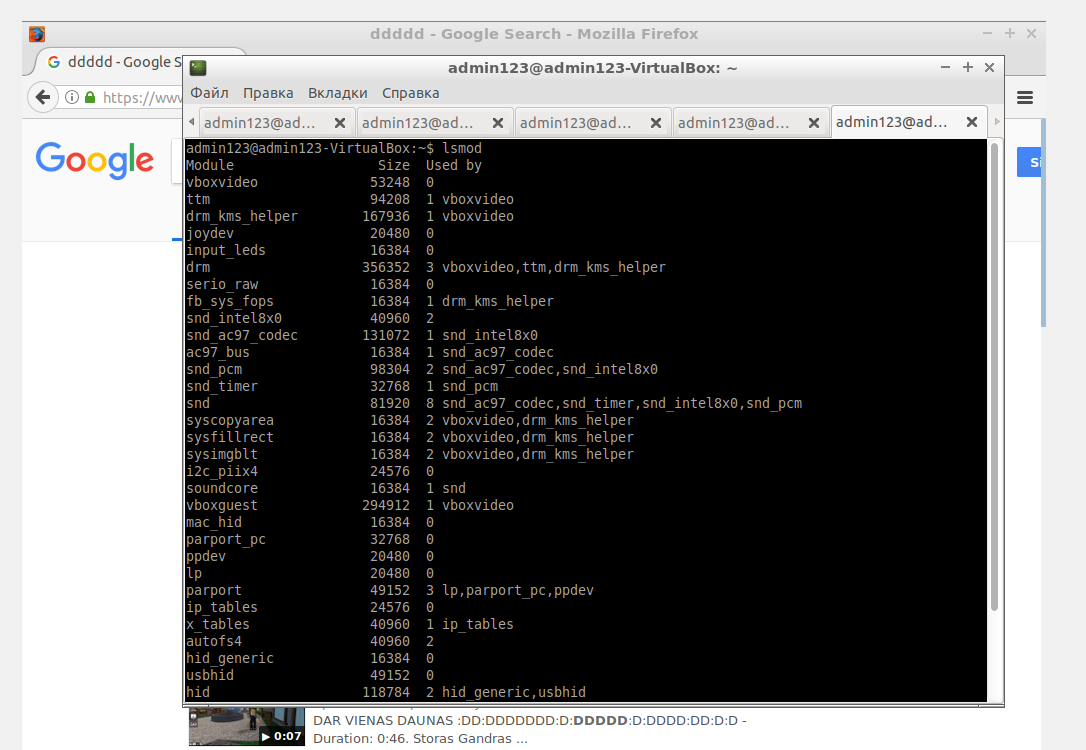 ddddd - Google Search - Mozilla Firefox
ddddd - Google S
https://www
Google
Si
admin123@admin123-VirtualBox: ~
Файл Правка Вкладки Справка
admin123@ad... admin123@ad... admin123@ad... admin123@ad... admin123@ad...
admin123@admin123-VirtualBox:~$ lsmod
Module Size Used by
vboxvideo 53248 0
ttm 94208 1 vboxvideo
drm_kms_helper 167936 1 vboxvideo
joydev 20480 0
input_leds 16384 0
drm 356352 3 vboxvideo,ttm,drm_kms_helper
serio_raw 16384 0
fb_sys_fops 16384 1 drm_kms_helper
snd_intel8x0 40960 2
snd_ac97_codec 131072 1 snd_intel8x0
ac97_bus 16384 1 snd_ac97_codec
snd_pcm 98304 2 snd_ac97_codec,snd_intel8x0
snd_timer 32768 1 snd_pcm
snd 81920 8 snd_ac97_codec,snd_timer,snd_intel8x0,snd_pcm
syscopyarea 16384 2 vboxvideo,drm_kms_helper
sysfillrect 16384 2 vboxvideo,drm_kms_helper
sysimgblt 16384 2 vboxvideo,drm_kms_helper
i2c_piix4 24576 0
soundcore 16384 1 snd
vboxguest 294912 1 vboxvideo
mac_hid 16384 0
parport_pc 32768 0
ppdev 20480 0
lp 20480 0
parport 49152 3 lp,parport_pc,ppdev
ip_tables 24576 0
x_tables 40960 1 ip_tables
autofs4 40960 2
hid_generic 16384 0
usbhid 49152 0
hid 118784 2 hid_generic,usbhid
DAR VIENAS DAUNAS :DD:DDDDDDD:D:DDDDD:D:DDDD:DD:D:D -
0:07
Duration: 0:46. Storas Gandras ...